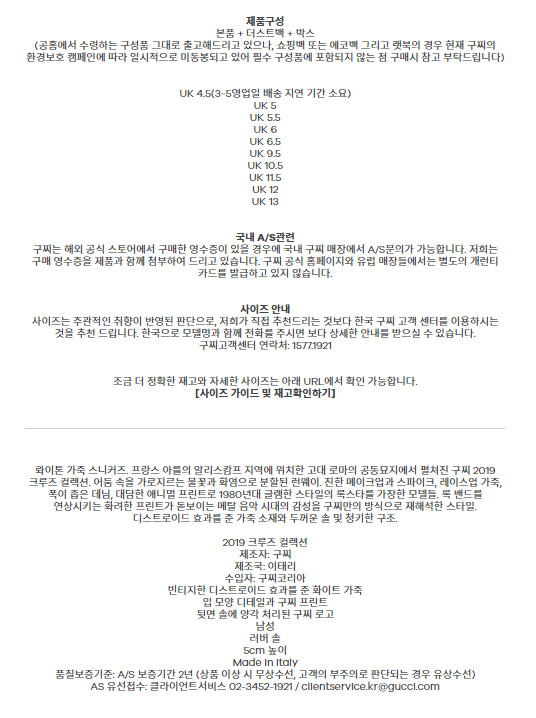 제품구성
본품 + 더스트백 + 박스
(공홈에서 수령하는 구성품 그대로 출고해드리고 있으나, 쇼핑백 또는 에코백 그리고 랫북의 경우 현재 구찌의
환경보호 캠페인에 따라 일시적으로 미동봉되고 있어 필수 구성품에 포함되지 않는 점 구매시 참고 부탁드립니다)
UK 4.5(3~5영업일 배송 지연 기간 소요)
UK 5
UK 5.5
UK 6
UK 6.5
UK 9.5
UK 10.5
UK 11.5
UK 12
UK 13
국내 A/S관련
구찌는 해외 공식 스토어에서 구매한 영수증이 있을 경우에 국내 구찌 매장에서 A/S문의가 가능합니다. 저희는
구매 영수증을 제품과 함께 첨부하여 드리고 있습니다. 구찌 공식 홈페이지와 유럽 매장들에서는 별도의 개런티
카드를 발급하고 있지 않습니다.
사이즈 안내
사이즈는 주관적인 취향이 반영된 판단으로, 저희가 직접 추천드리는 것보다 한국 구찌 고객 센터를 이용하시는
것을 추천 드립니다. 한국으로 모델명과 함께 전화를 주시면 보다 상세한 안내를 받으실 수 있습니다.
구찌고객센터 연락처: 1577.1921
조금 더 정확한 재고와 자세한 사이즈는 아래 URL에서 확인 가능합니다.
[사이즈 가이드 및 재고확인하기]
롸이톤 가죽 스니커즈. 프랑스 아를의 알리스캉프 지역에 위치한 고대 로마의 공동묘지에서 펼쳐진 구찌 2019
크루즈 컬렉션. 어둠 속을 가로지르는 불꽃과 화염으로 분할된 런웨이. 진한 메이크업과 스파이크, 레이스업 가죽,
폭이 좁은 데님, 대담한 애니멀 프린트로 1980년대 글램한 스타일의 록스타를 가장한 모델들. 록 밴드를
연상시키는 화려한 프린트가 돋보이는 메탈 음악 시대의 감성을 구찌만의 방식으로 재해석한 스타일.
디스트로이드 효과를 준 가죽 소재와 두꺼운 솔 및 청키한 구조.
2019 크루즈 컬렉션
제조자: 구찌
제조국: 이태리
수입자: 구찌코리아
빈티지한 디스트로이드 효과를 준 화이트 가죽
입 모양 디테일과 구찌 프린트
뒷면 솔에 양각 처리된 구찌 로고
남성
러버 솔
5cm 높이
Made in Italy
품질보증기준: A/S 보증기간 2년 (상품 이상 시 무상수선, 고객의 부주의로 판단되는 경우 유상수선)
AS 유선접수: 클라이언트서비스 02-3452-1921 / clientservice.kr@gucci.com